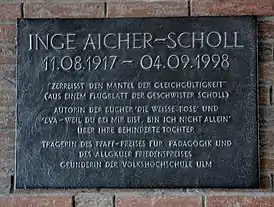 INGE AICHER-SCHOLL
11.08.1917 - 04.09.1998
"ZERREISST DEN MANTEL DER GLEICHGÜLTIGKEIT"
(AUS EINEM FLUGBLATT DER GESCHWISTER SCHOLL)
AUTORIN DER BÜCHER "DIE WEISSE ROSE" UND
"EVA-WEIL DU BEI MIR BIST, BIN ICH NICHT ALLEIN"
ÜBER IHRE BEHINDERTE TOCHTER
TRÄGERIN DES PFAFF-PREISES FÜR PÄDAGOGIK UND
DES ALLGÄUER FRIEDENSPREISES
GRÜNDERIN DER VOLKSHOCHSCHULE ULM